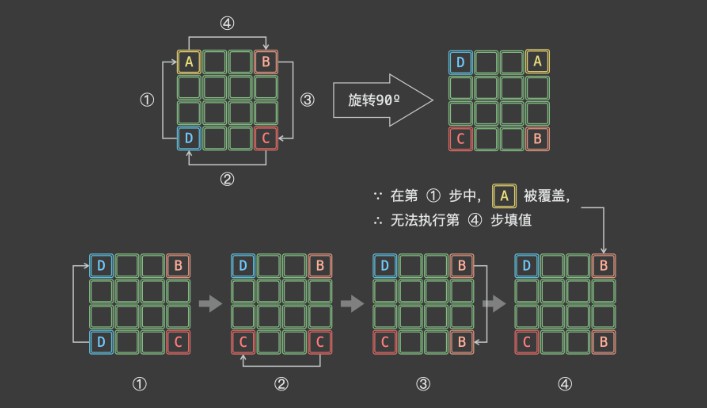 ④
A B D A
① ③ 旋转90º
D C C B
②
∵ 在第 ① 步中， A 被覆盖，
∴ 无法执行第 ④ 步填值
D B D B D B D B
D C C C C B C B
① ② ③ ④